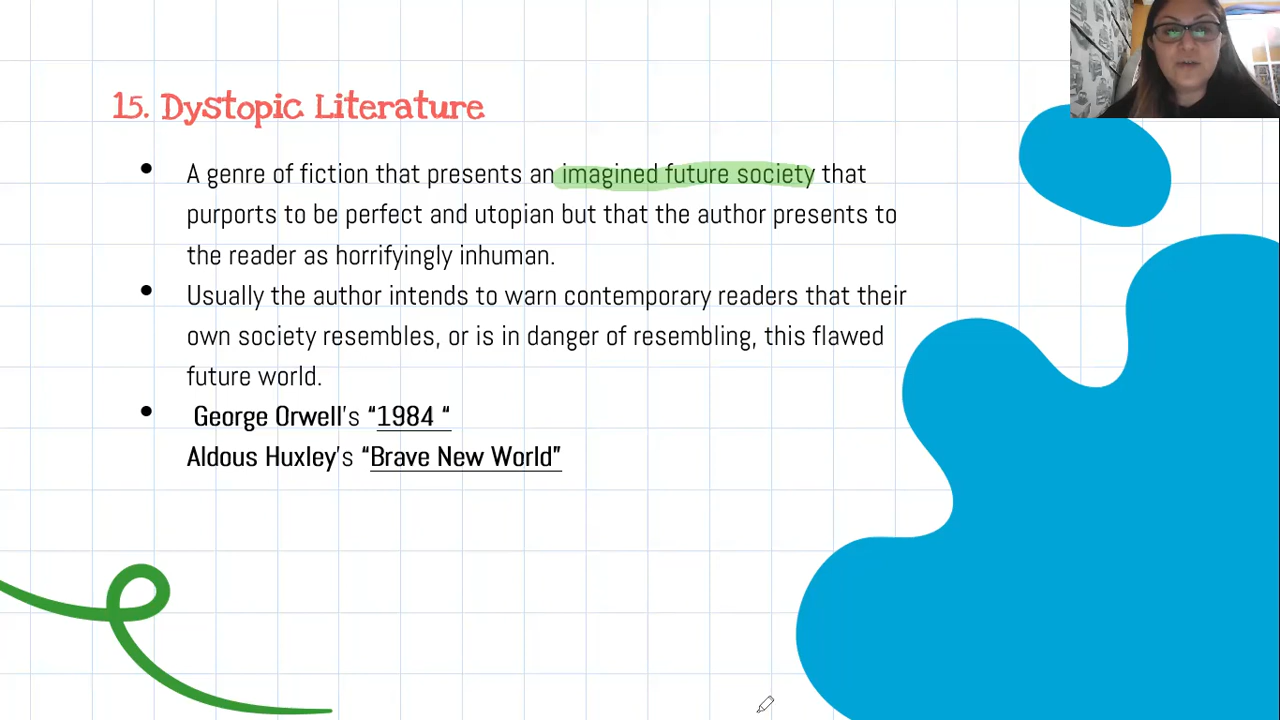 15. Dystopic Literature
• A genre of fiction that presents an imagined future society that
purports to be perfect and utopian but that the author presents to
the reader as horrifyingly inhuman.
• Usually the author intends to warn contemporary readers that their
own society resembles, or is in danger of resembling, this flawed
future world.
• George Orwell's “1984 “
Aldous Huxley's “Brave New World”